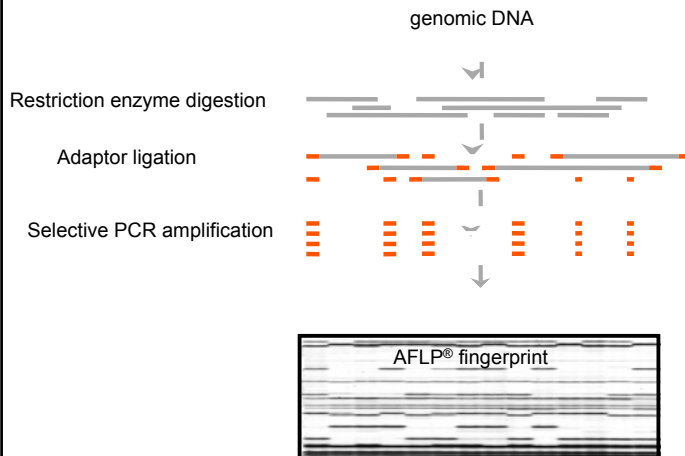 genomic DNA
Restriction enzyme digestion
Adaptor ligation
Selective PCR amplification
AFLP® fingerprint